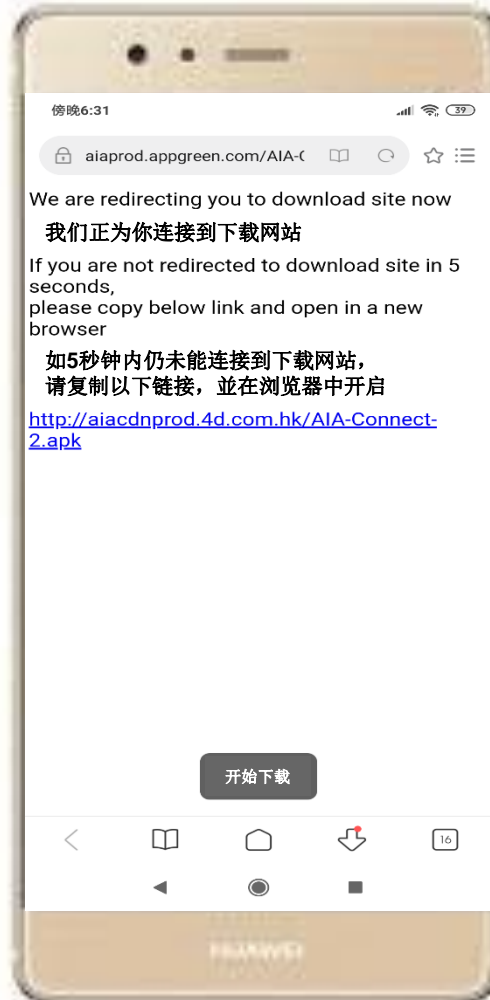 傍晚6:31
39
aiaprod.appgreen.com/AIA-(
We are redirecting you to download site now
我们正为你连接到下载网站
If you are not redirected to download site in 5
seconds,
please copy below link and open in a new
browser
如5秒钟内仍未能连接到下载网站，
请复制以下链接，並在浏览器中开启
http://aiacdnprod.4d.com.hk/AIA-Connect-
2.apk
开始下载
16
HUAWEI